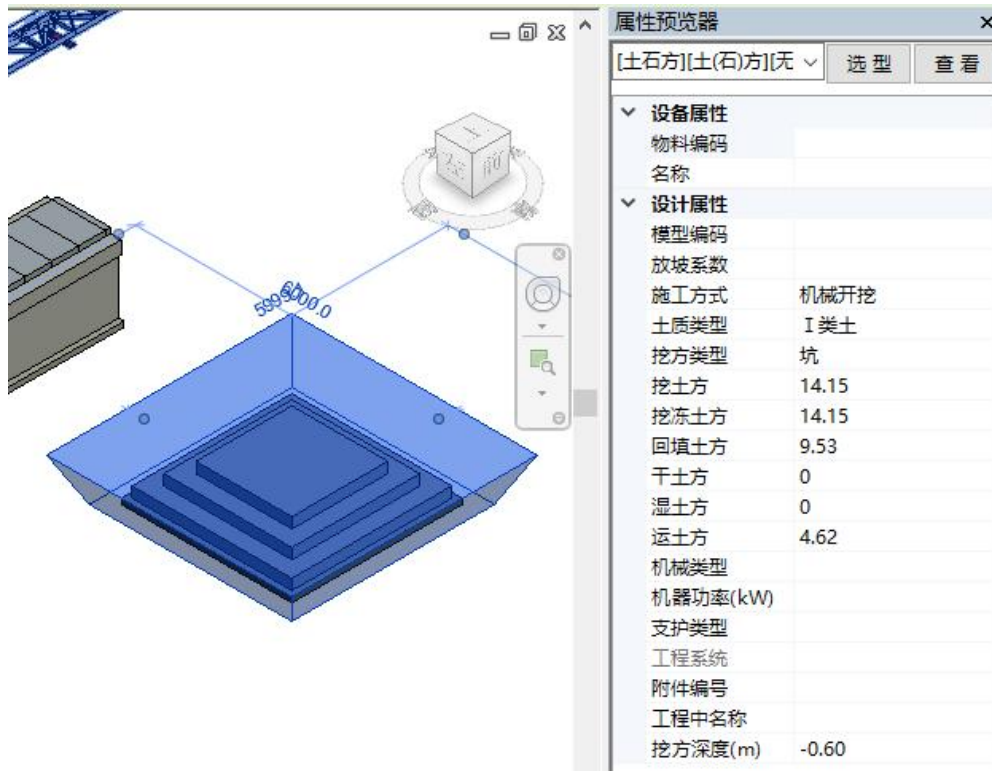 属性预览器
[土石方][土(石)方][无
选 型
查 看
设备属性
物料编码
名称
设计属性
模型编码
放坡系数
施工方式 机械开挖
土质类型 Ⅰ类土
挖方类型 坑
挖土方 14.15
挖冻土方 14.15
回填土方 9.53
干土方 0
湿土方 0
运土方 4.62
机械类型
机器功率(kW)
支护类型
工程系统
附件编号
工程中名称
挖方深度(m) -0.60
上
左
前